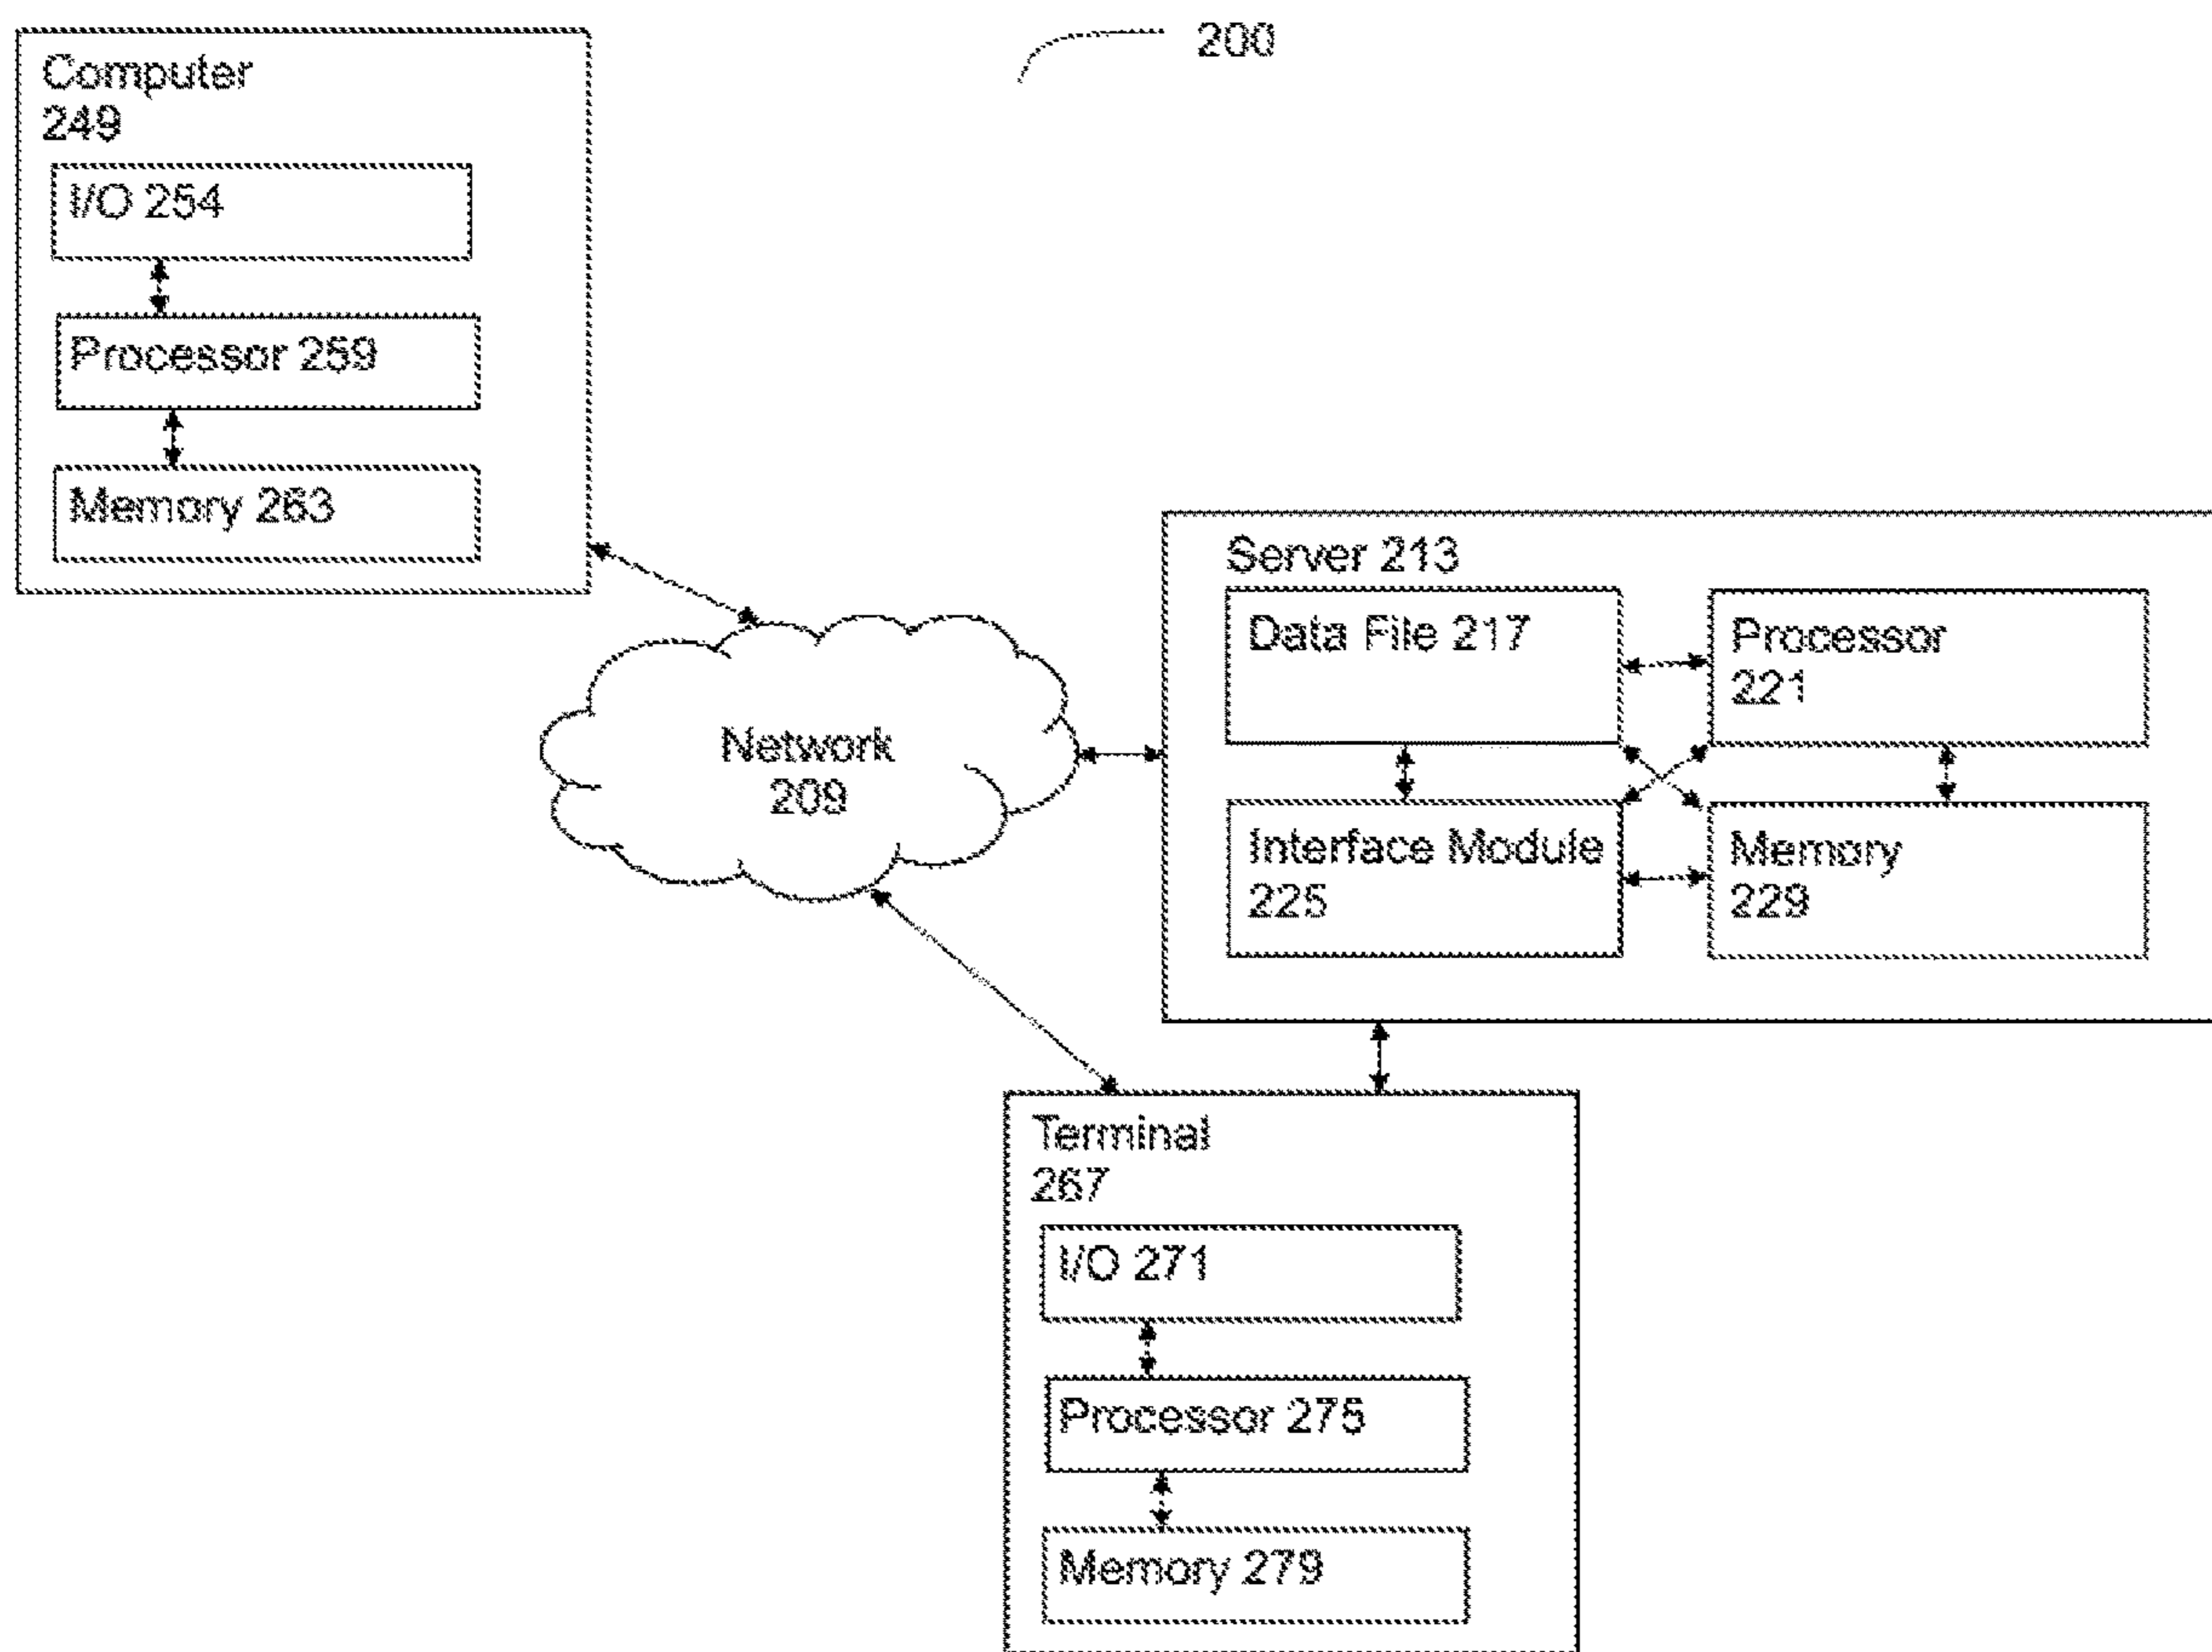 200
Computer
249
I/O 254
Processor 259
Memory 263
Server 213
Data File 217
Processor
221
Interface Module
225
Memory
229
Network
209
Terminal
267
I/O 271
Processor 275
Memory 279